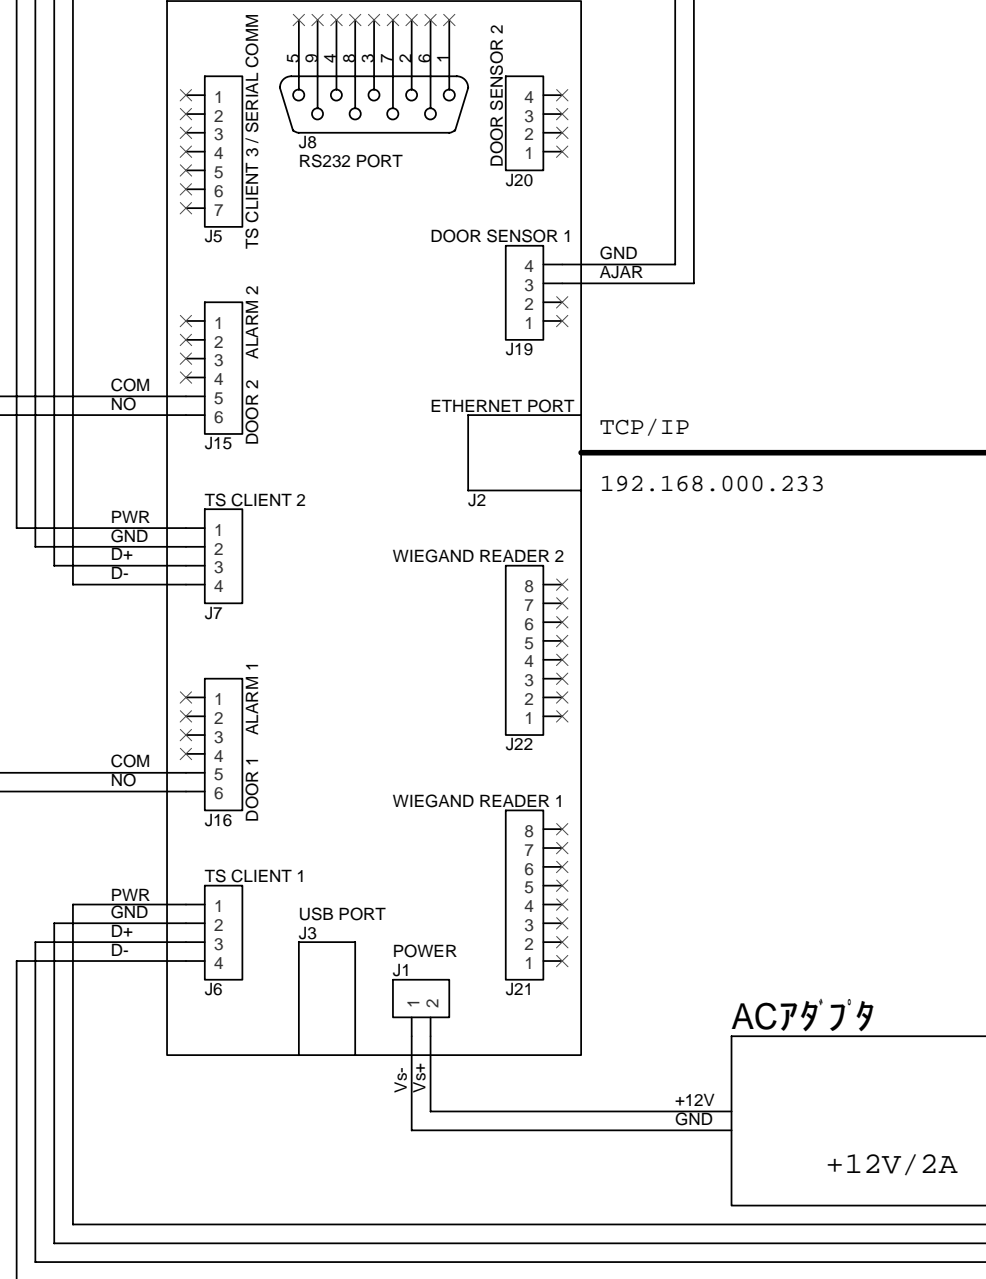 5 9 4 8 3 7 2 6 1
J8
RS232 PORT
1
2
3
4
5
6
7
J5
TS CLIENT 3 / SERIAL COMM
DOOR SENSOR 2
4
3
2
1
J20
DOOR SENSOR 1
4
3
2
1
J19
GND
AJAR
1
2
3
4
5
6
J15
ALARM 2
DOOR 2
COM
NO
ETHERNET PORT
J2
TCP/IP
192.168.000.233
TS CLIENT 2
PWR
GND
D+
D-
1
2
3
4
J7
WIEGAND READER 2
8
7
6
5
4
3
2
1
J22
1
2
3
4
5
6
J16
ALARM 1
DOOR 1
COM
NO
WIEGAND READER 1
8
7
6
5
4
3
2
1
J21
TS CLIENT 1
PWR
GND
D+
D-
1
2
3
4
J6
USB PORT
J3
POWER
J1
1 2
Vs-
Vs+
+12V
GND
ACアダプタ
+12V/2A